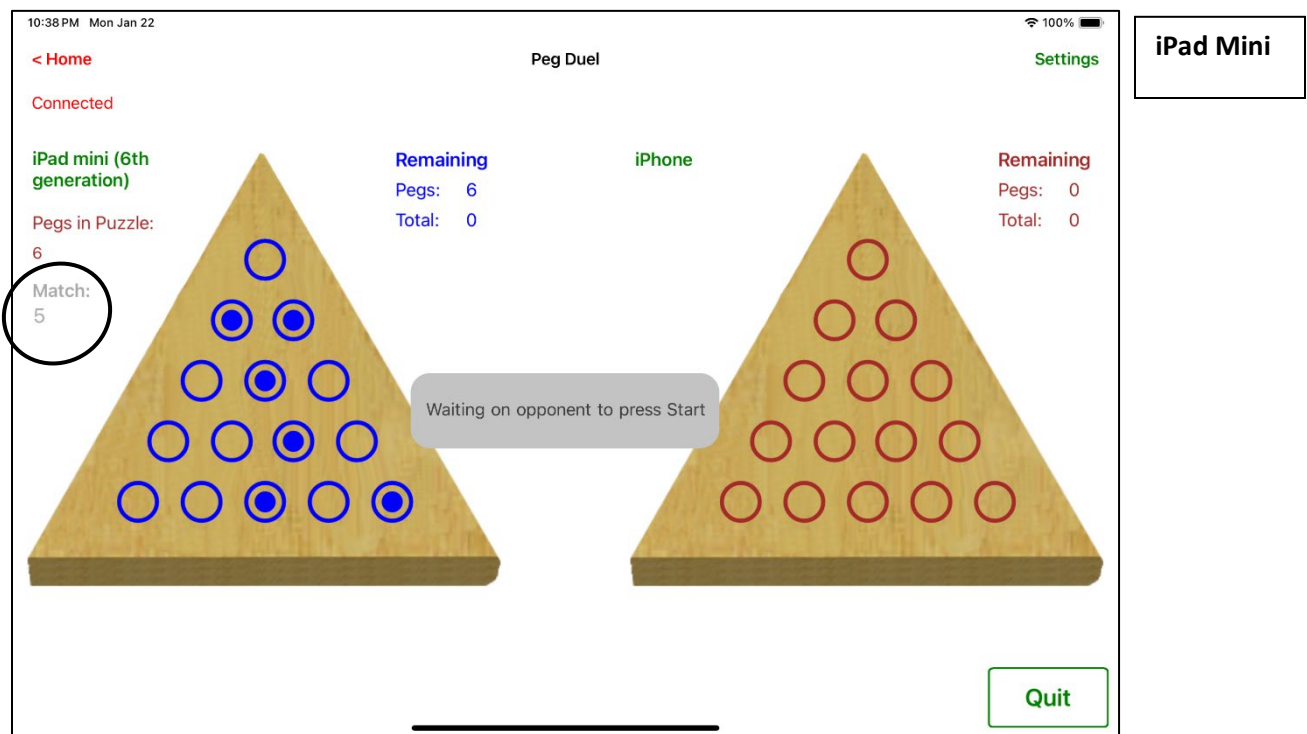 10:38 PM Mon Jan 22
100%
iPad Mini
< Home
Peg Duel
Settings
Connected
iPad mini (6th
generation)
Remaining
Pegs: 6
Total: 0
Pegs in Puzzle:
6
Match:
5
iPhone
Remaining
Pegs: 0
Total: 0
Waiting on opponent to press Start
Quit